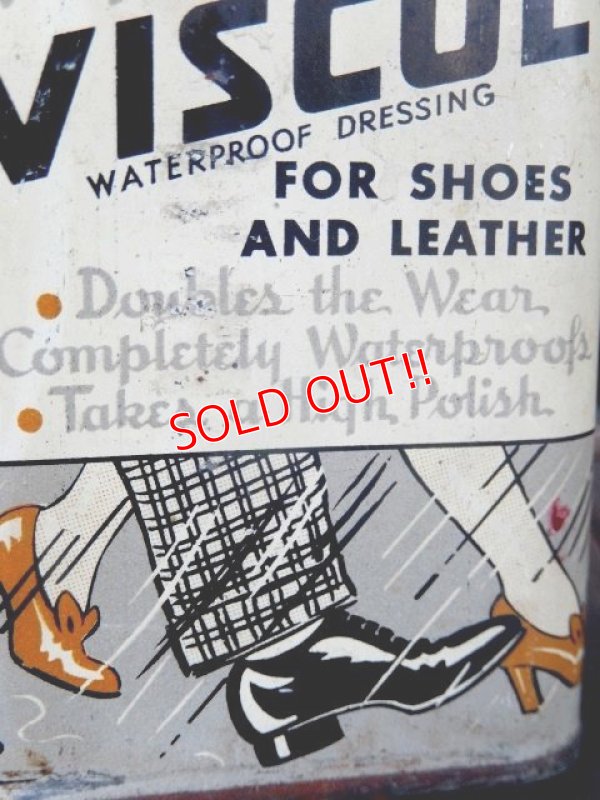 VISCOL
WATERPROOF DRESSING
FOR SHOES
AND LEATHER
Doubles the Wear
Completely Waterproofs
Takes a High Polish
SOLD OUT!!